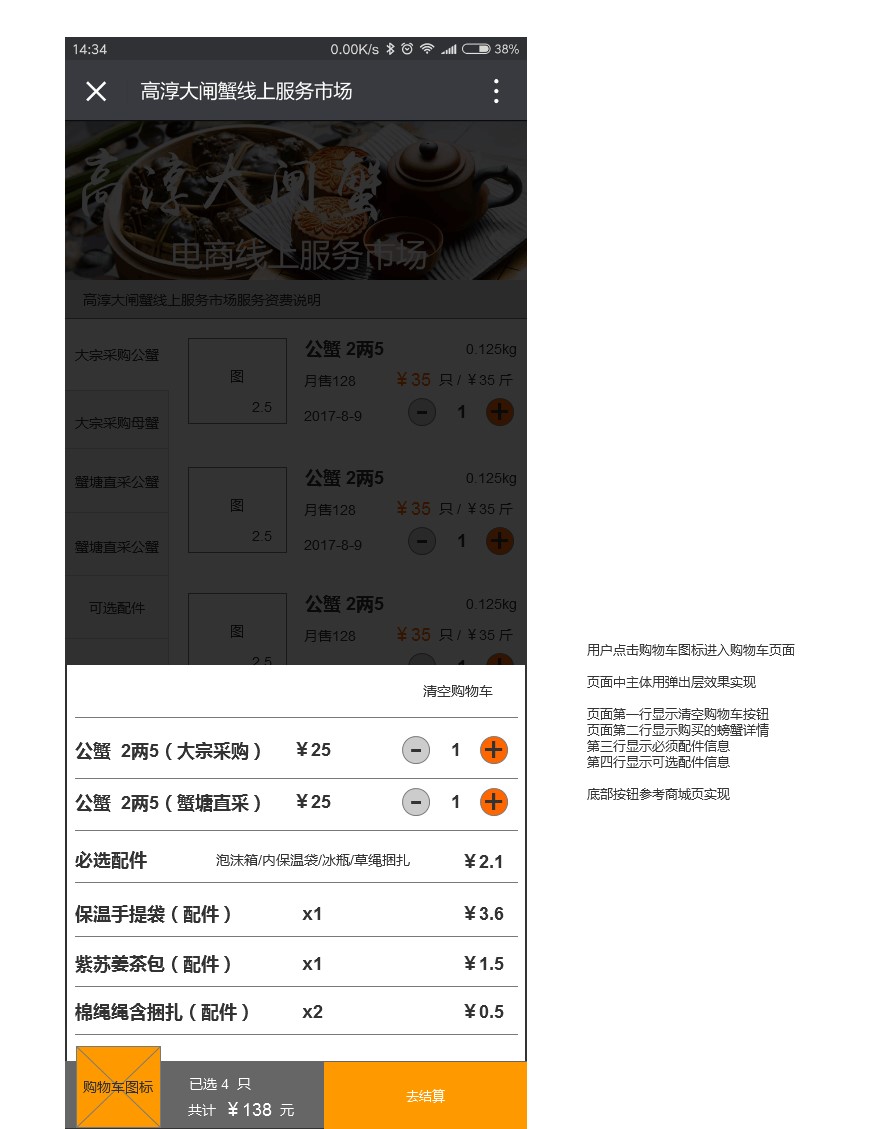 14:34 0.00K/s 38%
高淳大闸蟹线上服务市场
高淳大闸蟹
电商线上服务市场
高淳大闸蟹线上服务市场服务资费说明
大宗采购公蟹
大宗采购母蟹
蟹塘直采公蟹
蟹塘直采公蟹
可选配件
图
2.5
公蟹 2两5 0.125kg
月售128 ￥35 只 / ￥35 斤
2017-8-9 - 1 +
图
2.5
公蟹 2两5 0.125kg
月售128 ￥35 只 / ￥35 斤
2017-8-9 - 1 +
图
2.5
公蟹 2两5 0.125kg
月售128 ￥35 只 / ￥35 斤
1
清空购物车
公蟹 2两5（大宗采购） ￥25 - 1 +
公蟹 2两5（蟹塘直采） ￥25 - 1 +
必选配件 泡沫箱/内保温袋/冰瓶/草绳捆扎 ￥2.1
保温手提袋（配件） x1 ￥3.6
紫苏姜茶包（配件） x1 ￥1.5
棉绳绳含捆扎（配件） x2 ￥0.5
购物车图标
已选 4 只
共计 ￥138 元
去结算
用户点击购物车图标进入购物车页面
页面中主体用弹出层效果实现
页面第一行显示清空购物车按钮
页面第二行显示购买的螃蟹详情
第三行显示必须配件信息
第四行显示可选配件信息
底部按钮参考商城页实现